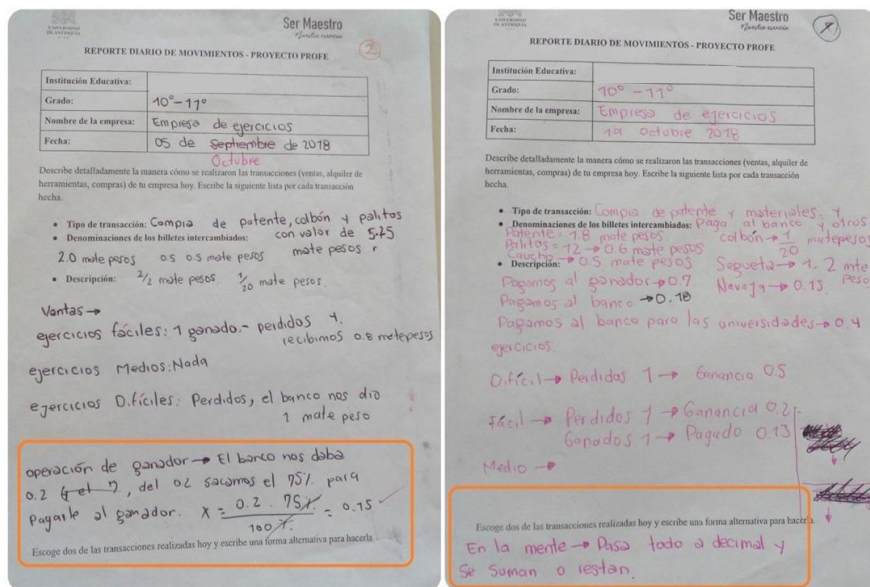 UNIVERSIDAD
DE ANTIOQUIA
Ser Maestro
2
REPORTE DIARIO DE MOVIMIENTOS - PROYECTO PROFE
Institución Educativa:
Grado: 10° - 11°
Nombre de la empresa: Empresa de ejercicios
Fecha: 05 de Septiembre de 2018
Octubre
Describe detalladamente la manera cómo se realizaron las transacciones (ventas, alquiler de
herramientas, compras) de tu empresa hoy. Escribe la siguiente lista por cada transacción
hecha.
• Tipo de transacción: Compra de patente, colbón y palitos
• Denominaciones de los billetes intercambiados: con valor de 5.75
2.0 mate pesos 0.5 0.5 mate pesos mate pesos
• Descripción: 2/2 mate pesos 1/20 mate pesos.
Ventas →
ejercicios fáciles: 1 ganado - perdidos 4.
recibimos 0.8 matepesos
ejercicios Medios: Nada
ejercicios Difíciles: Perdidos, el banco nos dio
1 mate peso
operación de ganador → El banco nos daba
0.2 , del 0.2 sacamos el 75% para
Pagarle al ganador. X = 0.2 . 75% / 100% = 0.15
Escoge dos de las transacciones realizadas hoy y escribe una forma alternativa para hacerla
UNIVERSIDAD
DE ANTIOQUIA
Ser Maestro
REPORTE DIARIO DE MOVIMIENTOS - PROYECTO PROFE
Institución Educativa:
Grado: 10° - 11°
Nombre de la empresa: Empresa de ejercicios
Fecha: 19 Octubre 2018
Describe detalladamente la manera cómo se realizaron las transacciones (ventas, alquiler de
herramientas, compras) de tu empresa hoy. Escribe la siguiente lista por cada transacción
hecha.
• Tipo de transacción: Compra de patente y materiales. Y
• Denominaciones de los billetes intercambiados: Pago al banco y otros
Patente = 1.8 mate pesos colbón → 1/20 matepesos
Palitos = 12 → 0.6 mate pesos
Caucho → 0.5 mate pesos Segueta → 1.2 mate
• Descripción: Pesos
Pagamos al ganador → 0.7 Navaja → 0.15
Pagamos al banco → 0.18
Pagamos al banco para las universidades → 0.4
ejercicios.
Difícil → Perdidos 1 → Ganancia 0.5
Fácil → Perdidos 1 → Ganancia 0.2
Ganados 1 → Pagado 0.13
Medio →
Escoge dos de las transacciones realizadas hoy y escribe una forma alternativa para hacerla.
En la mente → Pasa todo a decimal y
se suman o restan.